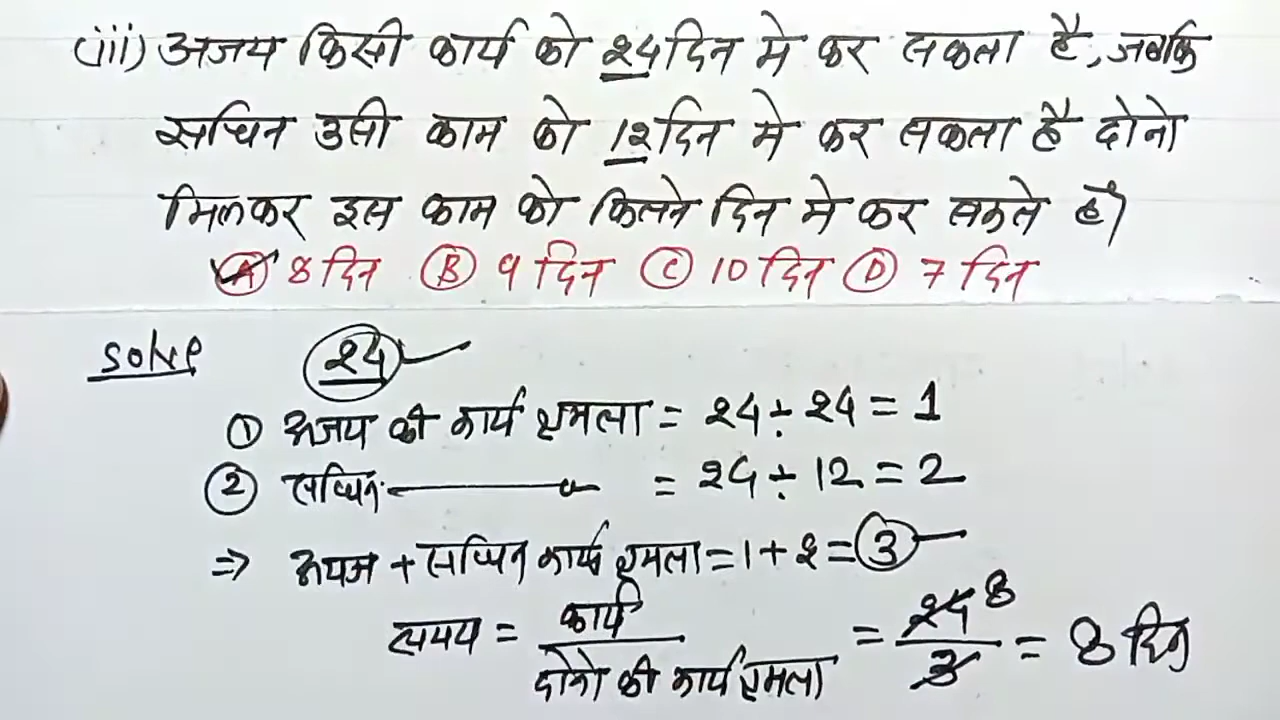 (iii) अजय किसी कार्य को 24 दिन मे कर सकता है, जबकि
सचिन उसी काम को 12 दिन मे कर सकता है दोनो
मिलकर इस काम को कितने दिन मे कर सकते है?
(A) 8 दिन (B) 9 दिन (C) 10 दिन (D) 7 दिन
Solve 24
(1) अजय की कार्य क्षमता = 24 ÷ 24 = 1
(2) सचिन = 24 ÷ 12 = 2
⇒ अजय + सचिन कार्य क्षमता = 1 + 2 = 3
समय = कार्य / दोनो की कार्य क्षमता = 24 / 3 8 = 8 दिन